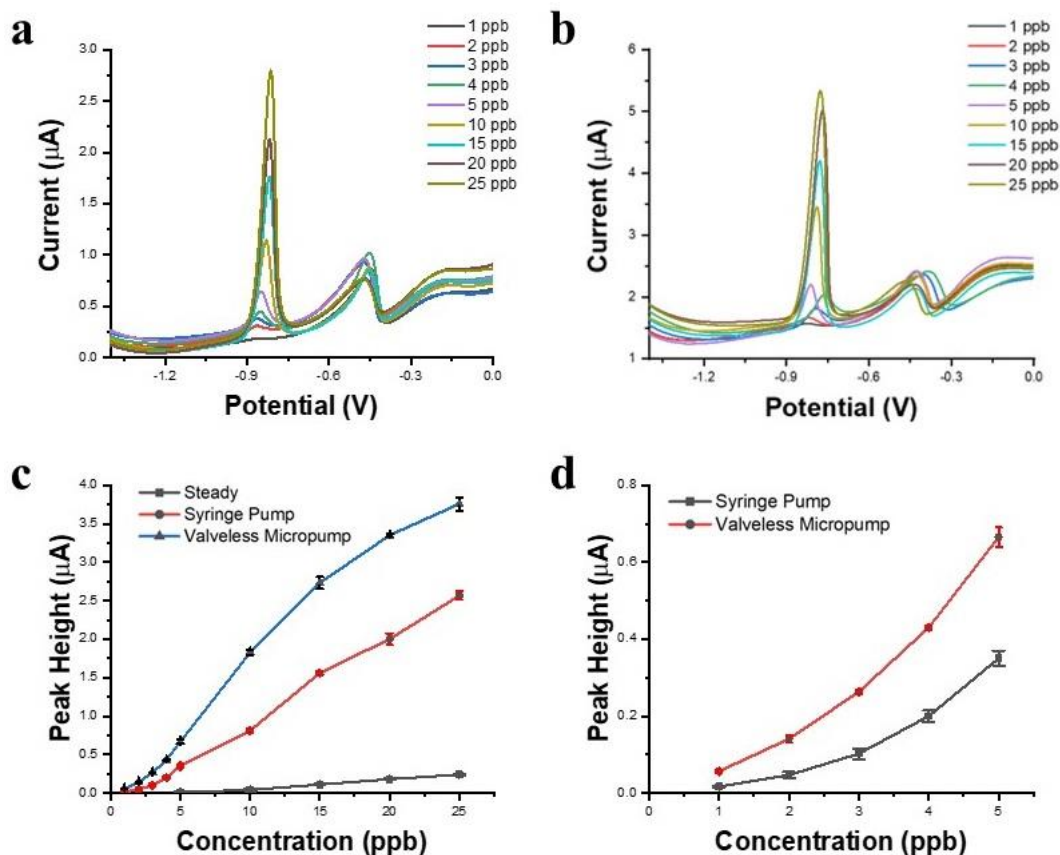 a
3.0
2.5
2.0
1.5
1.0
0.5
0.0
Current (μA)
-1.2
-0.9
-0.6
-0.3
0.0
Potential (V)
1 ppb
2 ppb
3 ppb
4 ppb
5 ppb
10 ppb
15 ppb
20 ppb
25 ppb
b
6
5
4
3
2
1
Current (μA)
-1.2
-0.9
-0.6
-0.3
0.0
Potential (V)
1 ppb
2 ppb
3 ppb
4 ppb
5 ppb
10 ppb
15 ppb
20 ppb
25 ppb
c
4.0
3.5
3.0
2.5
2.0
1.5
1.0
0.5
0.0
Peak Height (μA)
Steady
Syringe Pump
Valveless Micropump
0
5
10
15
20
25
Concentration (ppb)
d
0.8
0.6
0.4
0.2
0.0
Peak Height (μA)
Syringe Pump
Valveless Micropump
0
1
2
3
4
5
Concentration (ppb)